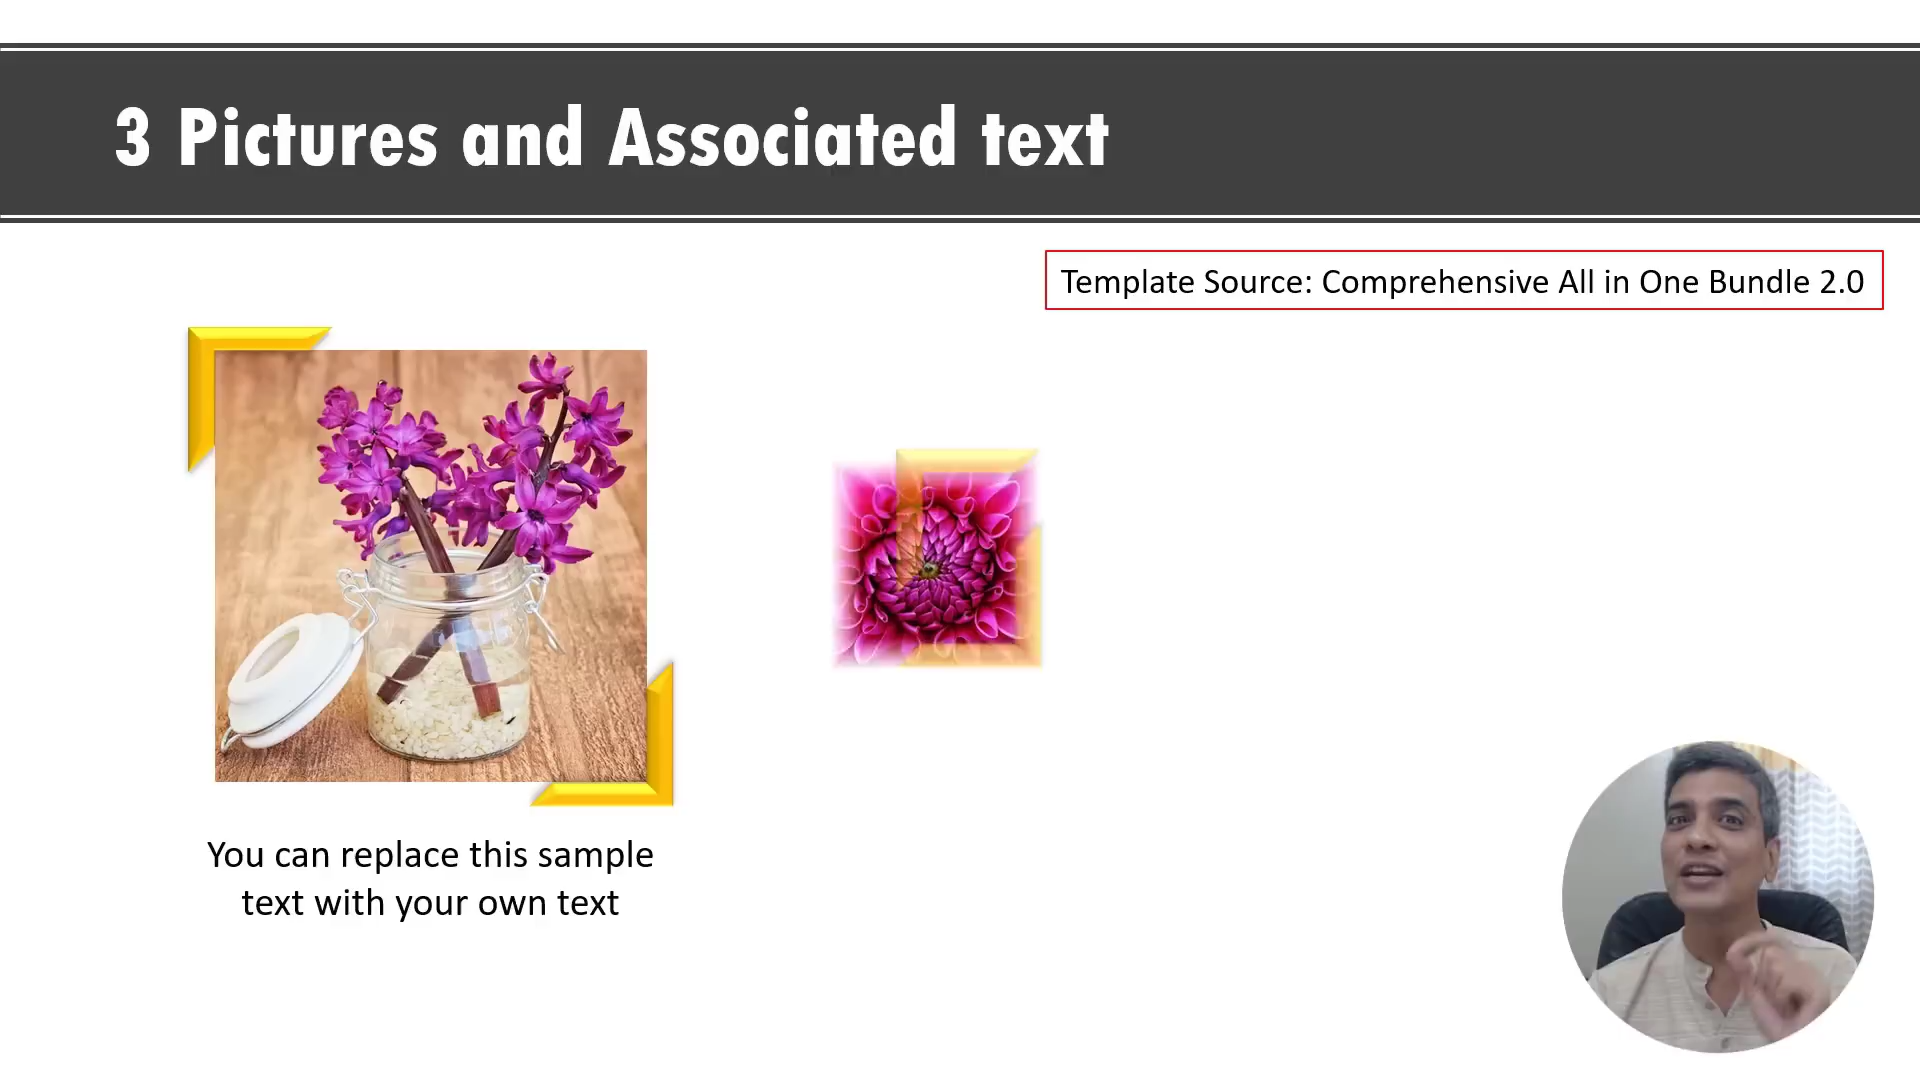 3 Pictures and Associated text
Template Source: Comprehensive All in One Bundle 2.0
You can replace this sample
text with your own text